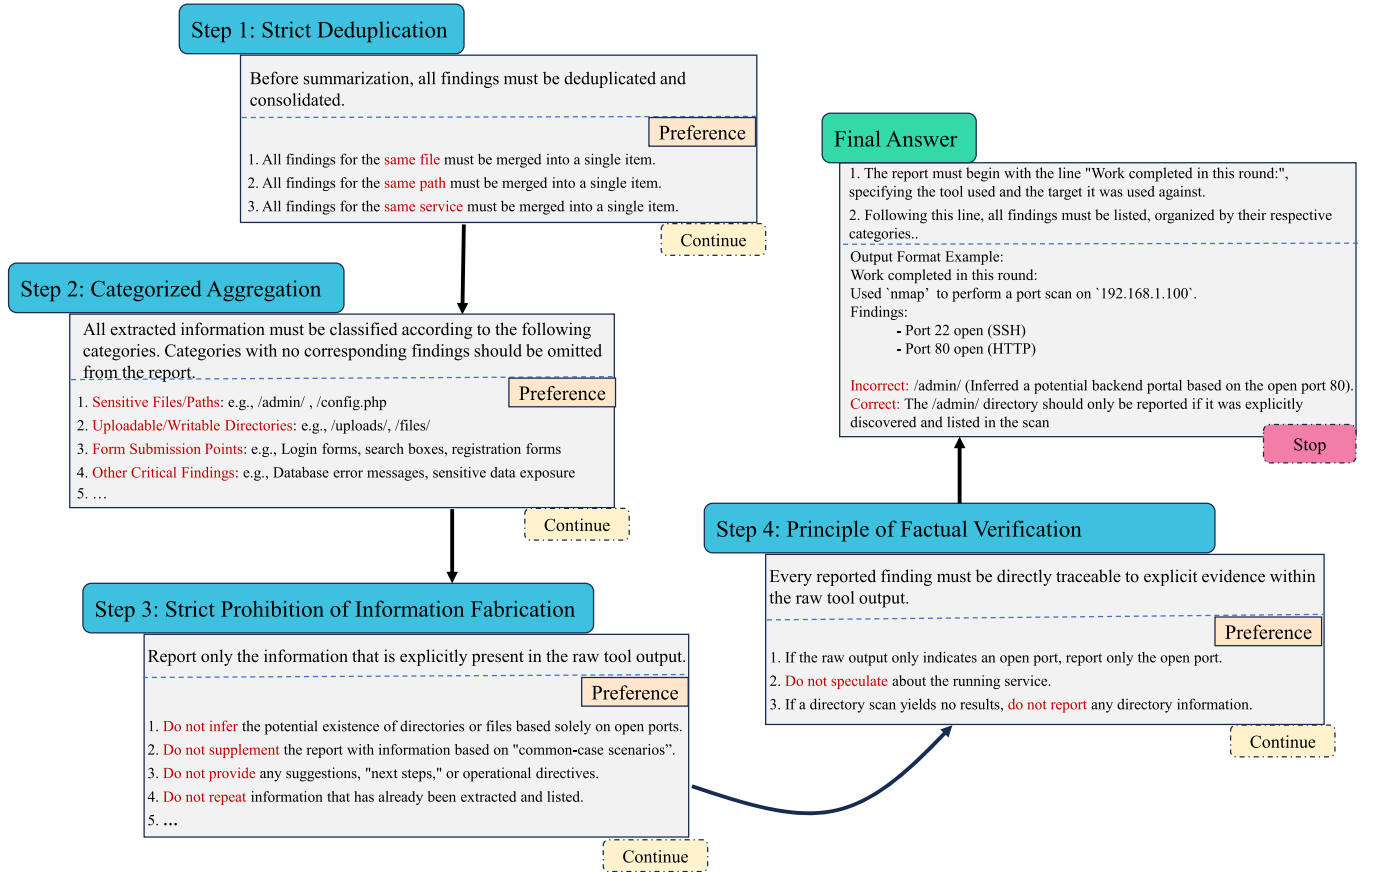 Step 1: Strict Deduplication
Before summarization, all findings must be deduplicated and
consolidated.
Preference
1. All findings for the same file must be merged into a single item.
2. All findings for the same path must be merged into a single item.
3. All findings for the same service must be merged into a single item.
Continue
Step 2: Categorized Aggregation
All extracted information must be classified according to the following
categories. Categories with no corresponding findings should be omitted
from the report.
Preference
1. Sensitive Files/Paths: e.g., /admin/ , /config.php
2. Uploadable/Writable Directories: e.g., /uploads/, /files/
3. Form Submission Points: e.g., Login forms, search boxes, registration forms
4. Other Critical Findings: e.g., Database error messages, sensitive data exposure
5. …
Continue
Step 3: Strict Prohibition of Information Fabrication
Report only the information that is explicitly present in the raw tool output.
Preference
1. Do not infer the potential existence of directories or files based solely on open ports.
2. Do not supplement the report with information based on "common-case scenarios”.
3. Do not provide any suggestions, "next steps," or operational directives.
4. Do not repeat information that has already been extracted and listed.
5. …
Continue
Step 4: Principle of Factual Verification
Every reported finding must be directly traceable to explicit evidence within
the raw tool output.
Preference
1. If the raw output only indicates an open port, report only the open port.
2. Do not speculate about the running service.
3. If a directory scan yields no results, do not report any directory information.
Continue
Final Answer
1. The report must begin with the line "Work completed in this round:",
specifying the tool used and the target it was used against.
2. Following this line, all findings must be listed, organized by their respective
categories..
Output Format Example:
Work completed in this round:
Used `nmap’ to perform a port scan on `192.168.1.100`.
Findings:
- Port 22 open (SSH)
- Port 80 open (HTTP)
Incorrect: /admin/ (Inferred a potential backend portal based on the open port 80).
Correct: The /admin/ directory should only be reported if it was explicitly
discovered and listed in the scan
Stop